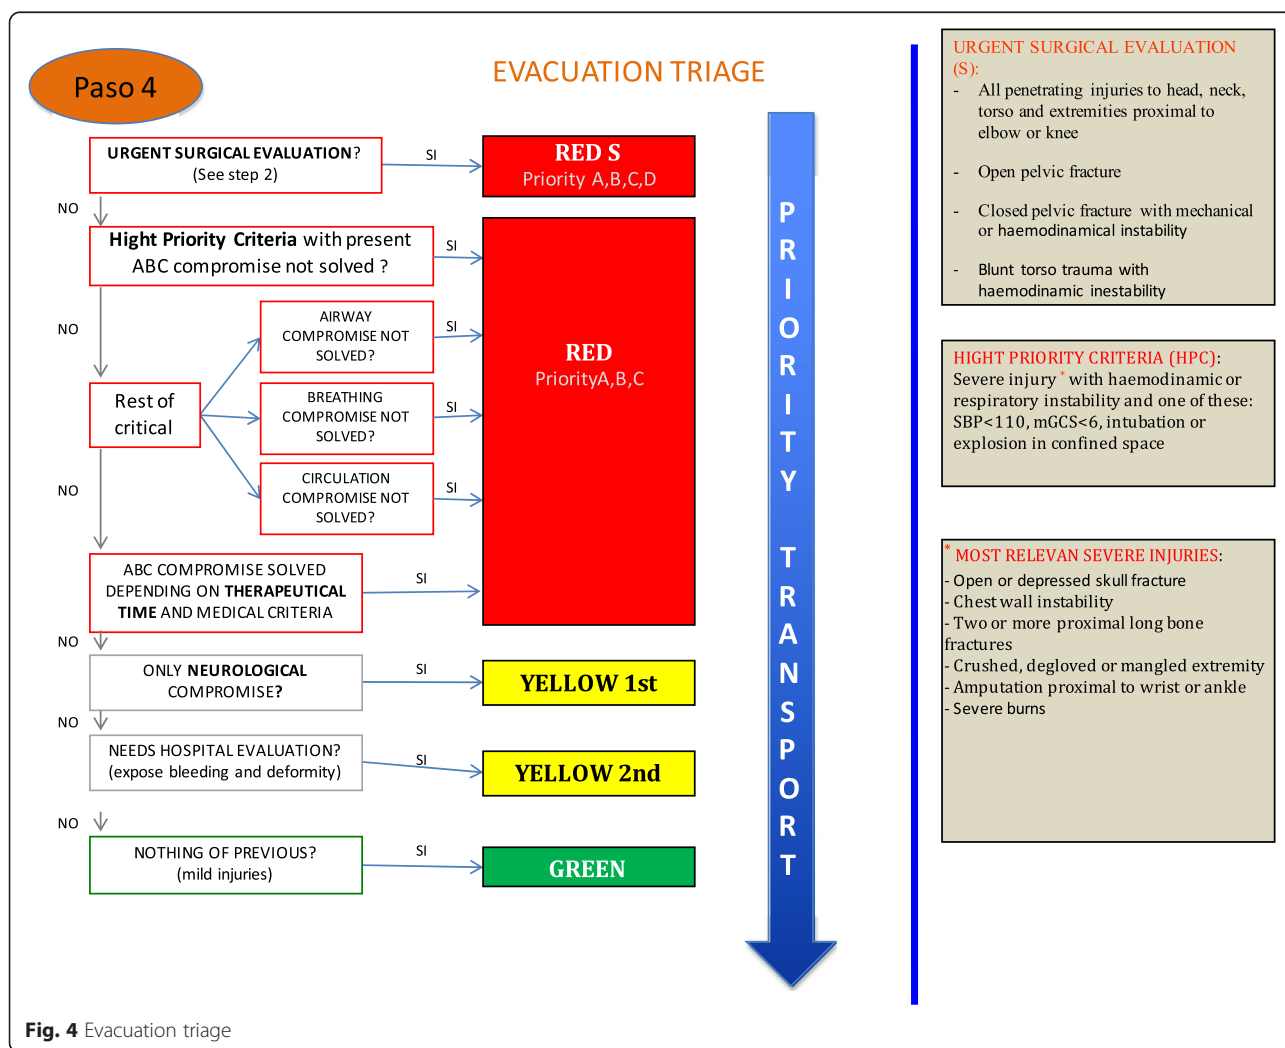 Paso 4
EVACUATION TRIAGE
URGENT SURGICAL EVALUATION?
(See step 2)
SI
RED S
Priority A,B,C,D
NO
Hight Priority Criteria with present
ABC compromise not solved ?
SI
NO
AIRWAY
COMPROMISE NOT
SOLVED?
SI
RED
PriorityA,B,C
Rest of
critical
BREATHING
COMPROMISE NOT
SOLVED?
SI
CIRCULATION
COMPROMISE NOT
SOLVED?
SI
NO
ABC COMPROMISE SOLVED
DEPENDING ON THERAPEUTICAL
TIME AND MEDICAL CRITERIA
SI
NO
ONLY NEUROLOGICAL
COMPROMISE?
SI
YELLOW 1st
NO
NEEDS HOSPITAL EVALUATION?
(expose bleeding and deformity)
SI
YELLOW 2nd
NO
NOTHING OF PREVIOUS?
(mild injuries)
SI
GREEN
PRIORITY TRANSPORT
URGENT SURGICAL EVALUATION
(S):
- All penetrating injuries to head, neck,
torso and extremities proximal to
elbow or knee
- Open pelvic fracture
- Closed pelvic fracture with mechanical
or haemodinamical instability
- Blunt torso trauma with
haemodinamic inestability
HIGHT PRIORITY CRITERIA (HPC):
Severe injury * with haemodinamic or
respiratory instability and one of these:
SBP<110, mGCS<6, intubation or
explosion in confined space
* MOST RELEVAN SEVERE INJURIES:
- Open or depressed skull fracture
- Chest wall instability
- Two or more proximal long bone
fractures
- Crushed, degloved or mangled extremity
- Amputation proximal to wrist or ankle
- Severe burns
Fig. 4 Evacuation triage